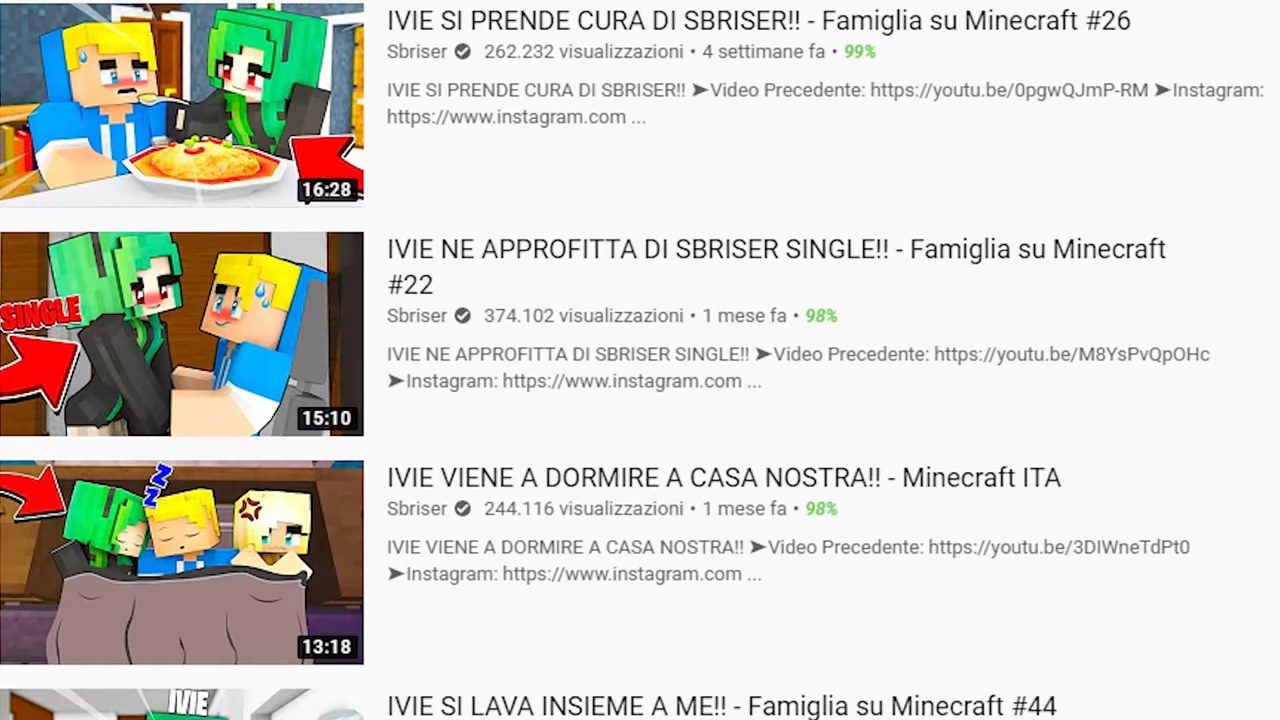 IVIE SI PRENDE CURA DI SBRISER!! - Famiglia su Minecraft #26
Sbriser 262.232 visualizzazioni • 4 settimane fa • 99%
IVIE SI PRENDE CURA DI SBRISER!! ➤Video Precedente: https://youtu.be/0pgwQJmP-RM ➤Instagram:
https://www.instagram.com ...
16:28
IVIE NE APPROFITTA DI SBRISER SINGLE!! - Famiglia su Minecraft
#22
Sbriser 374.102 visualizzazioni • 1 mese fa • 98%
IVIE NE APPROFITTA DI SBRISER SINGLE!! ➤Video Precedente: https://youtu.be/M8YsPvQpOHc
➤Instagram: https://www.instagram.com ...
SINGLE
15:10
IVIE VIENE A DORMIRE A CASA NOSTRA!! - Minecraft ITA
Sbriser 244.116 visualizzazioni • 1 mese fa • 98%
IVIE VIENE A DORMIRE A CASA NOSTRA!! ➤Video Precedente: https://youtu.be/3DIWneTdPt0
➤Instagram: https://www.instagram.com ...
Z
Z
13:18
IVIE
IVIE SI LAVA INSIEME A ME!! - Famiglia su Minecraft #44